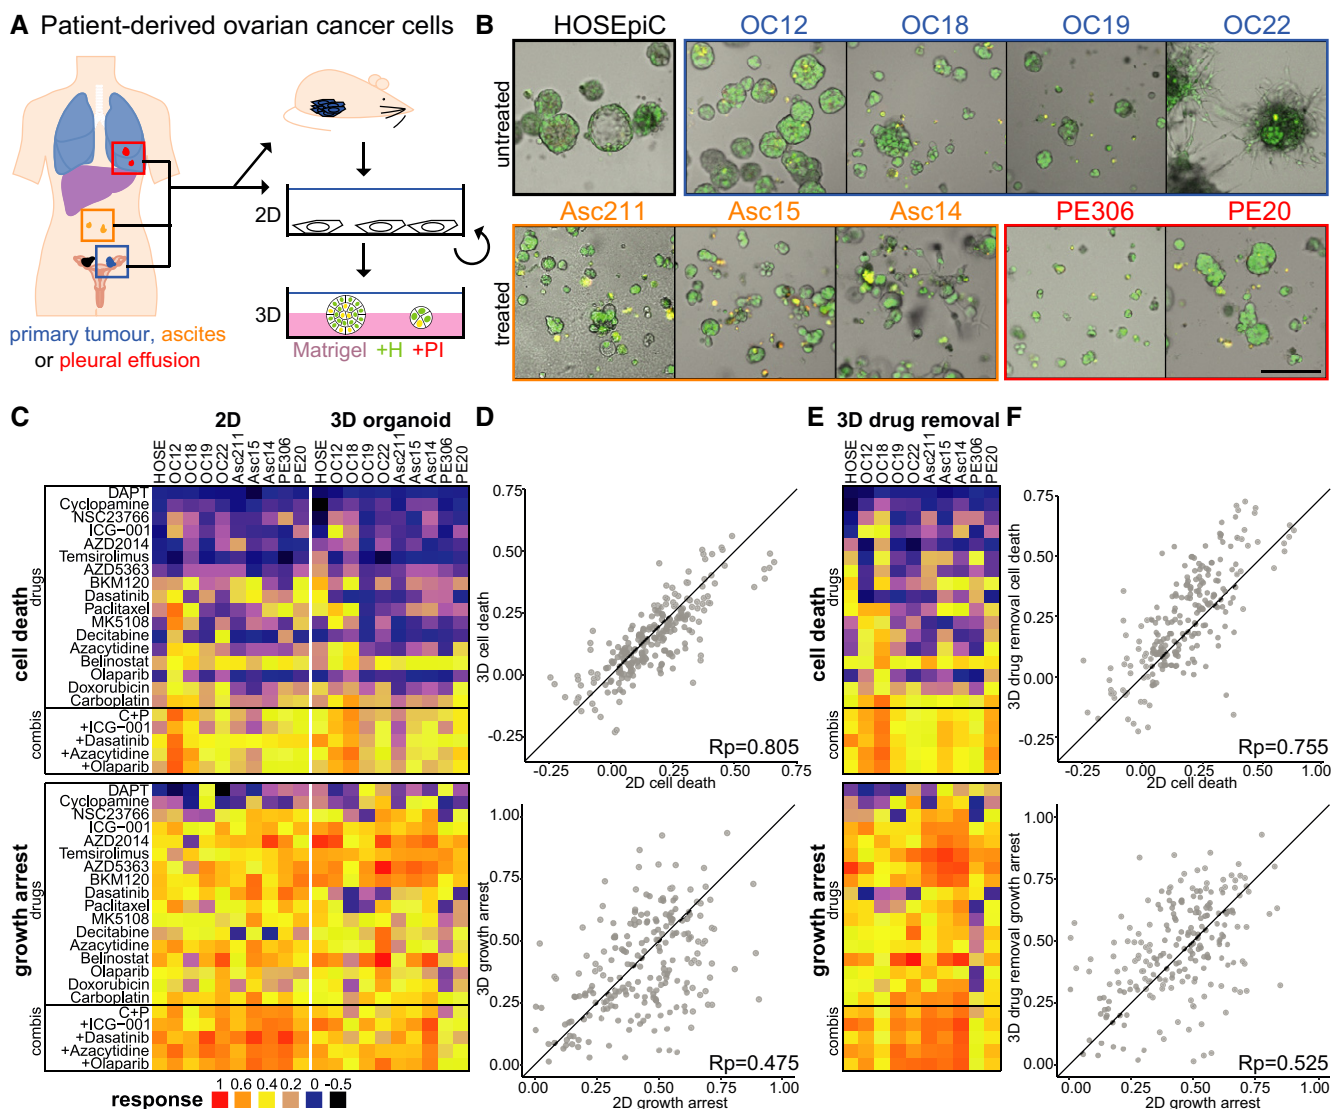 A Patient-derived ovarian cancer cells
2D
3D
Matrigel +H +PI
primary tumour, ascites
or pleural effusion
B
HOSEpiC OC12 OC18 OC19 OC22
untreated
Asc211 Asc15 Asc14 PE306 PE20
treated
C
2D 3D organoid
HOSE OC12 OC18 OC19 OC22 Asc211 Asc15 Asc14 PE306 PE20
HOSE OC12 OC18 OC19 OC22 Asc211 Asc15 Asc14 PE306 PE20
cell death
drugs
DAPT
Cyclopamine
NSC23766
ICG-001
AZD2014
Temsirolimus
AZD5363
BKM120
Dasatinib
Paclitaxel
MK5108
Decitabine
Azacytidine
Belinostat
Olaparib
Doxorubicin
Carboplatin
combis
C+P
+ICG-001
+Dasatinib
+Azacytidine
+Olaparib
growth arrest
drugs
DAPT
Cyclopamine
NSC23766
ICG-001
AZD2014
Temsirolimus
AZD5363
BKM120
Dasatinib
Paclitaxel
MK5108
Decitabine
Azacytidine
Belinostat
Olaparib
Doxorubicin
Carboplatin
combis
C+P
+ICG-001
+Dasatinib
+Azacytidine
+Olaparib
response
1 0.6 0.4 0.2 0 -0.5
D
3D cell death
0.75
0.50
0.25
0.00
-0.25
Rp=0.805
-0.25 0.00 0.25 0.50 0.75
2D cell death
3D growth arrest
1.00
0.75
0.50
0.25
0.00
Rp=0.475
0.00 0.25 0.50 0.75 1.00
2D growth arrest
E 3D drug removal
HOSE OC12 OC18 OC19 OC22 Asc211 Asc15 Asc14 PE306 PE20
cell death
drugs
combis
growth arrest
drugs
combis
F
3D drug removal cell death
0.75
0.50
0.25
0.00
-0.25
Rp=0.755
-0.25 0.00 0.25 0.50 0.75 1.00
2D cell death
3D drug removal growth arrest
1.00
0.75
0.50
0.25
0.00
Rp=0.525
0.00 0.25 0.50 0.75 1.00
2D growth arrest